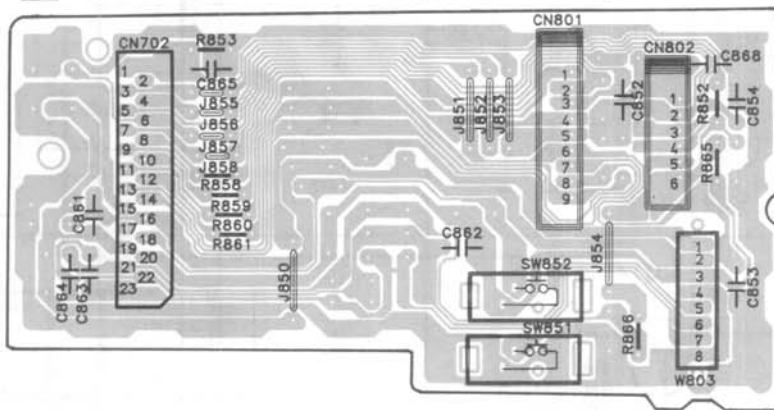 CN801
CN702
R853
CN802
C868
C865
J855
J856
J857
J858
R858
R859
R860
R861
1
2
3
4
5
6
7
8
9
10
11
12
13
14
15
16
17
18
19
20
21
22
23
C861
C864
C863
J850
C862
J851
J852
J853
1
2
3
4
5
6
7
8
9
C852
1
2
3
4
5
6
R852
C854
R865
J854
SW852
SW851
R866
1
2
3
4
5
6
7
8
C853
W803